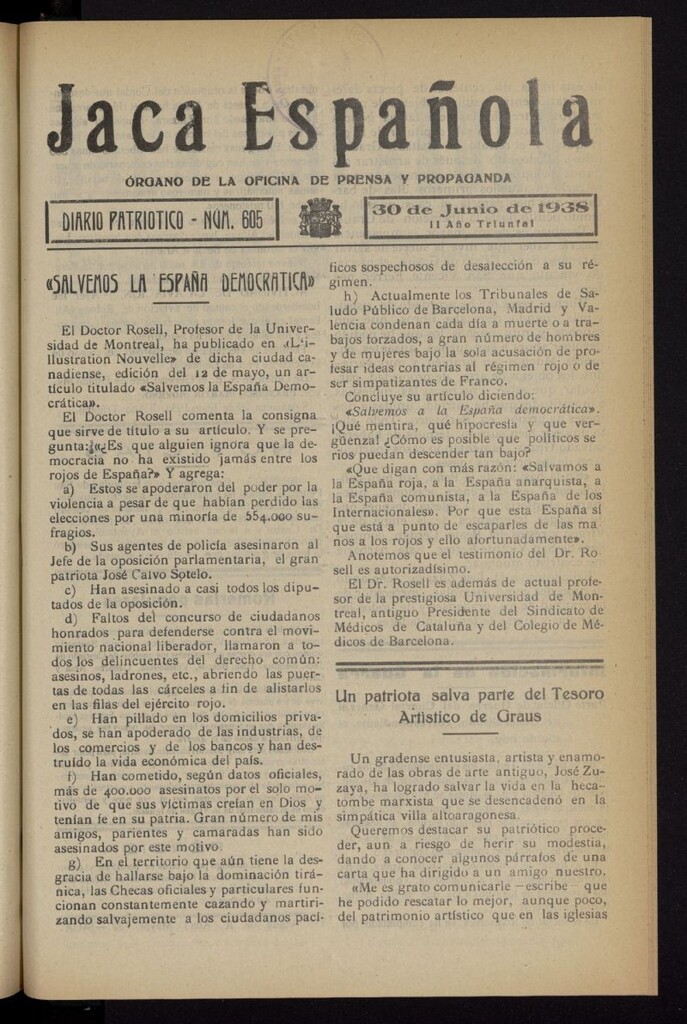 Jaca Española
ÓRGANO DE LA OFICINA DE PRENSA Y PROPAGANDA
DIARIO PATRIOTICO - NÚM. 605
30 de Junio de 1938
II Año Triunfal
«SALVEMOS LA ESPAÑA DEMOCRATICA»
El Doctor Rosell, Profesor de la Univer-
sidad de Montreal, ha publicado en «L'i-
llustration Nouvelle» de dicha ciudad ca-
nadiense, edición del 12 de mayo, un ar-
tículo titulado «Salvemos la España Demo-
crática».
El Doctor Rosell comenta la consigna
que sirve de título a su artículo. Y se pre-
gunta: «¿Es que alguien ignora que la de-
mocracia no ha existido jamás entre los
rojos de España?» Y agrega:
a) Estos se apoderaron del poder por la
violencia a pesar de que habían perdido las
elecciones por una minoría de 554.000 su-
fragios.
b) Sus agentes de policía asesinaron al
Jefe de la oposición parlamentaria, el gran
patriota José Calvo Sotelo.
c) Han asesinado a casi todos los dipu-
tados de la oposición.
d) Faltos del concurso de ciudadanos
honrados para defenderse contra el movi-
miento nacional liberador, llamaron a to-
dos los delincuentes del derecho común:
asesinos, ladrones, etc., abriendo las puer-
tas de todas las cárceles a fin de alistarlos
en las filas del ejército rojo.
e) Han pillado en los domicilios priva-
dos, se han apoderado de las industrias, de
los comercios y de los bancos y han des-
truído la vida económica del país.
f) Han cometido, según datos oficiales,
más de 400.000 asesinatos por el solo mo-
tivo de que sus víctimas creían en Dios y
tenían fe en su patria. Gran número de mis
amigos, parientes y camaradas han sido
asesinados por este motivo.
g) En el territorio que aún tiene la des-
gracia de hallarse bajo la dominación tirá-
nica, las Checas oficiales y particulares fun-
cionan constantemente cazando y martiri-
zando salvajemente a los ciudadanos pací-
ficos sospechosos de desafección a su ré-
gimen.
h) Actualmente los Tribunales de Sa-
ludo Público de Barcelona, Madrid y Va-
lencia condenan cada día a muerte o a tra-
bajos forzados, a gran número de hombres
y de mujeres bajo la sola acusación de pro-
fesar ideas contrarias al régimen rojo o de
ser simpatizantes de Franco.
Concluye su artículo diciendo:
«Salvemos a la España democrática».
¡Qué mentira, qué hipocresía y que ver-
güenza! ¿Cómo es posible que políticos se
rios puedan descender tan bajo?
«Que digan con más razón: «Salvamos a
la España roja, a la España anarquista, a
la España comunista, a la España de los
Internacionales». Por que esta España sí
que está a punto de escaparles de las ma
nos a los rojos y ello afortunadamente».
Anotemos que el testimonio del Dr. Ro-
sell es autorizadísimo.
El Dr. Rosell es además de actual profe-
sor de la prestigiosa Universidad de Mon-
treal, antiguo Presidente del Sindicato de
Médicos de Cataluña y del Colegio de Mé-
dicos de Barcelona.
Un patriota salva parte del Tesoro
Artístico de Graus
Un gradense entusiasta, artista y enamo-
rado de las obras de arte antiguo, José Zu-
zaya, ha logrado salvar la vida en la heca-
tombe marxista que se desencadenó en la
simpática villa altoaragonesa.
Queremos destacar su patriótico proce-
der, aun a riesgo de herir su modestia,
dando a conocer algunos párrafos de una
carta que ha dirigido a un amigo nuestro.
«Me es grato comunicarle —escribe— que
he podido rescatar lo mejor, aunque poco,
del patrimonio artístico que en las iglesias